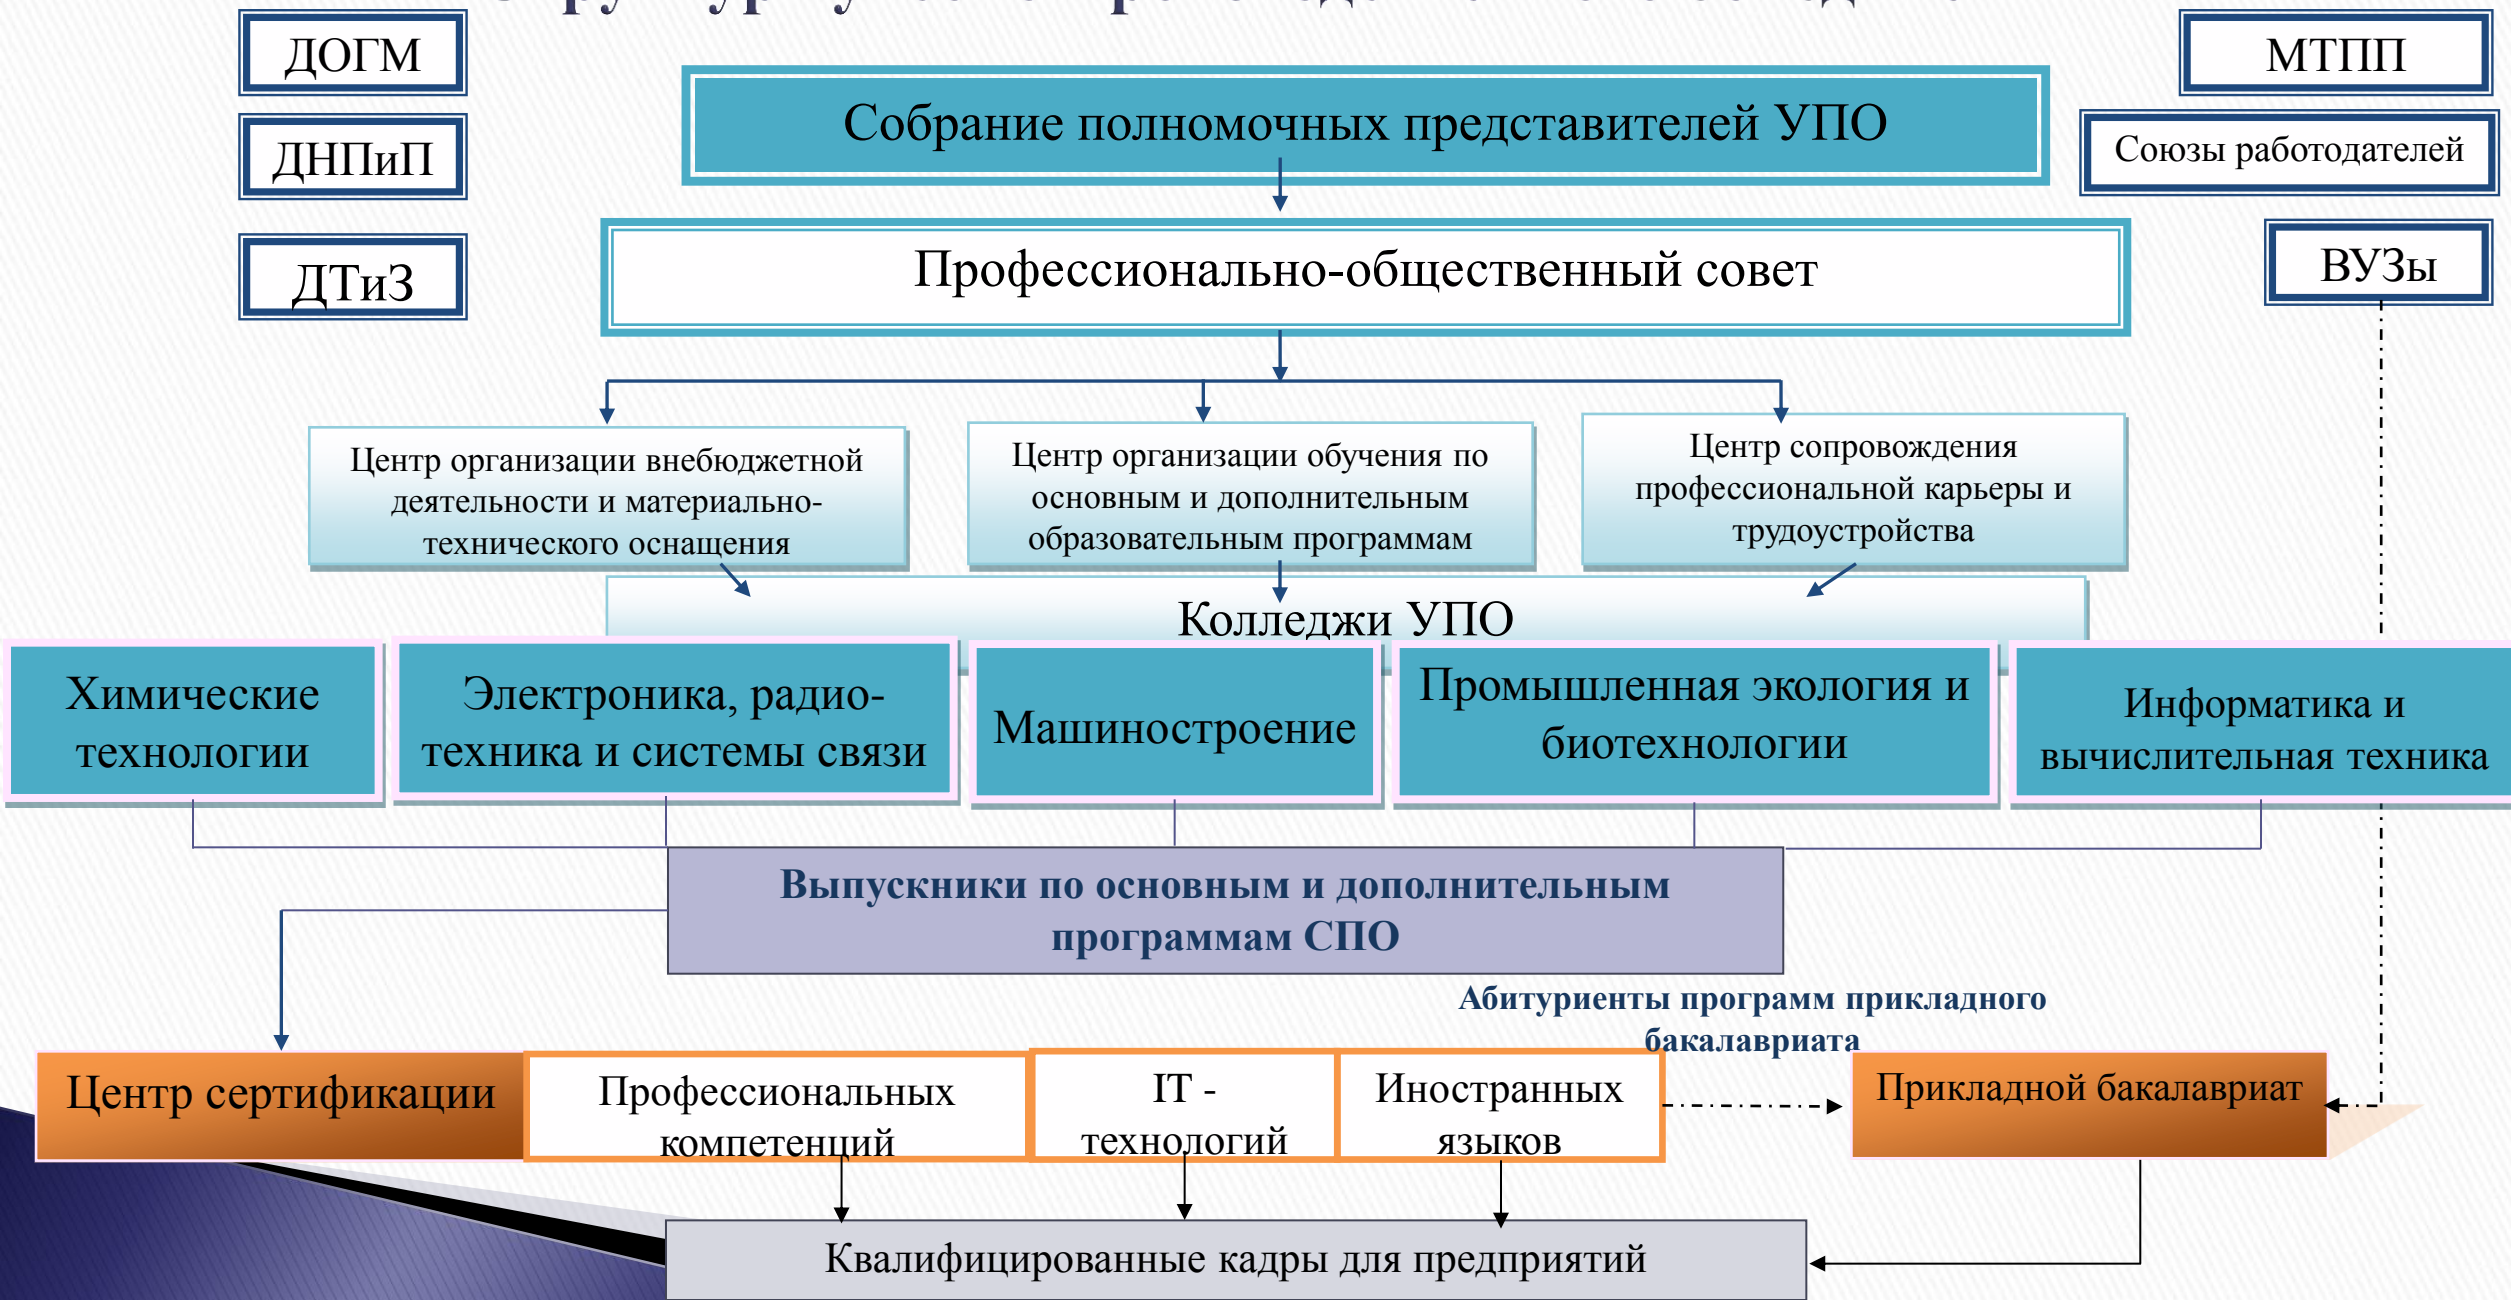 ДОГМ
МТПП
Собрание полномочных представителей УПО
ДНПиП
Союзы работодателей
Профессионально-общественный совет
ДТиЗ
ВУЗы
Центр организации внебюджетной
деятельности и материально-
технического оснащения
Центр организации обучения по
основным и дополнительным
образовательным программам
Центр сопровождения
профессиональной карьеры и
трудоустройства
Колледжи УПО
Химические
технологии
Электроника, радио-
техника и системы связи
Машиностроение
Промышленная экология и
биотехнологии
Информатика и
вычислительная техника
Выпускники по основным и дополнительным
программам СПО
Абитуриенты программ прикладного
бакалавриата
Центр сертификации
Профессиональных
компетенций
IT -
технологий
Иностранных
языков
Прикладной бакалавриат
Квалифицированные кадры для предприятий